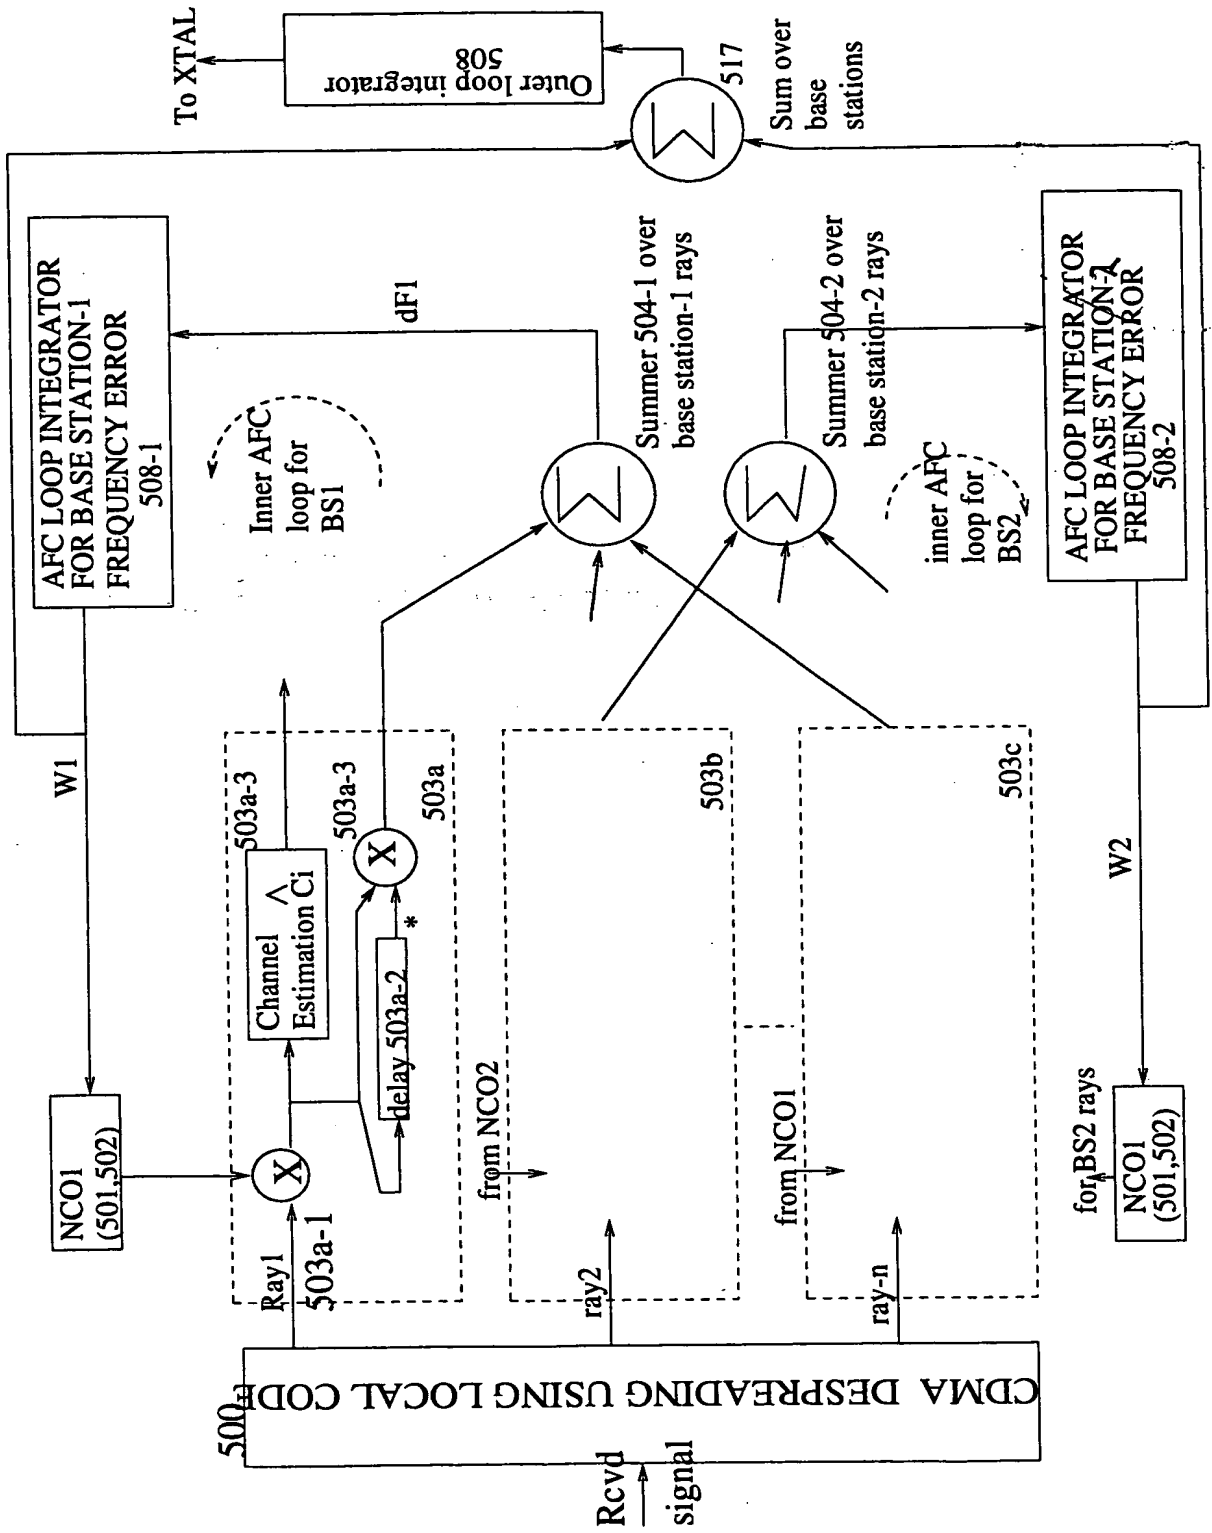 To XTAL
Outer loop integrator
508
517
Sum over
base
stations
AFC LOOP INTEGRATOR
FOR BASE STATION-1
FREQUENCY ERROR
508-1
dF1
Inner AFC
loop for
BS1
Summer 504-1 over
base station-1 rays
Summer 504-2 over
base station-2 rays
inner AFC
loop for
BS2
AFC LOOP INTEGRATOR
FOR BASE STATION-2
FREQUENCY ERROR
508-2
W1
503a-3
503a-3
503a
503b
503c
W2
Channel ^
Estimation Ci
X
*
delay 503a-2
NCO1
(501,502)
X
from NCO2
from NCO1
for BS2 rays
NCO1
(501,502)
Ray1
503a-1
ray2
ray-n
500
CDMA DESPREADING USING LOCAL CODE
Rcvd
signal